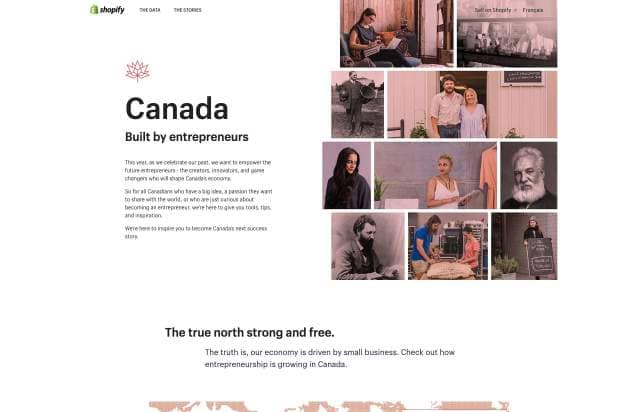 shopify
THE DATA
THE STORIES
Sell on Shopify
Français
Canada
Built by entrepreneurs
This year, as we celebrate our past, we want to empower the
future entrepreneurs - the creators, innovators, and game
changers who will shape Canada's economy.
So for all Canadians who have a big idea, a passion they want
to share with the world, or who are just curious about
becoming an entrepreneur, we're here to give you tools, tips,
and inspiration.
We're here to inspire you to become Canada's next success
story.
The true north strong and free.
The truth is, our economy is driven by small business. Check out how
entrepreneurship is growing in Canada.